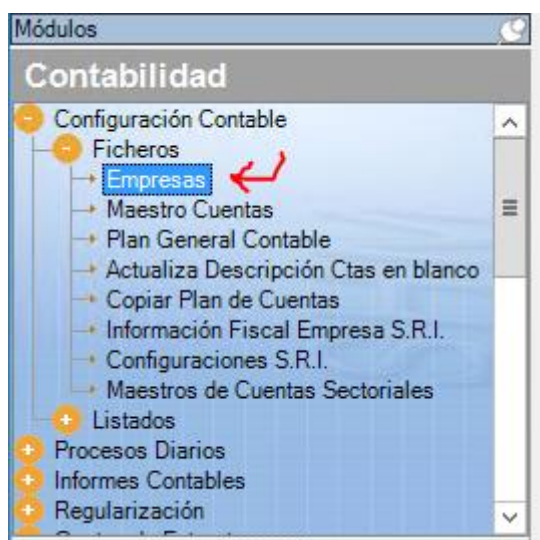 Módulos
Contabilidad
Configuración Contable
Ficheros
Empresas
Maestro Cuentas
Plan General Contable
Actualiza Descripción Ctas en blanco
Copiar Plan de Cuentas
Información Fiscal Empresa S.R.I.
Configuraciones S.R.I.
Maestros de Cuentas Sectoriales
Listados
Procesos Diarios
Informes Contables
Regularización